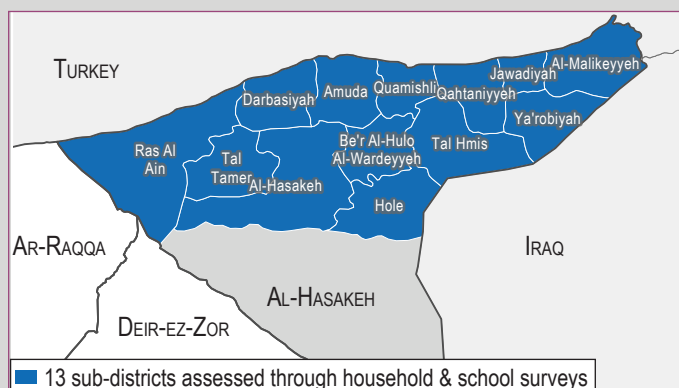 TURKEY
Darbasiyah
Amuda
Quamishli
Qahtaniyyeh
Jawadiyah
Al-Malikeyyeh
Ya'robiyah
Ras Al
Ain
Tal
Tamer
Al-Hasakeh
Be'r Al-Hulo
Al-Wardeyyeh
Tal Hmis
Hole
AR-RAQQA
IRAQ
AL-HASAKEH
DEIR-EZ-ZOR
13 sub-districts assessed through household & school surveys